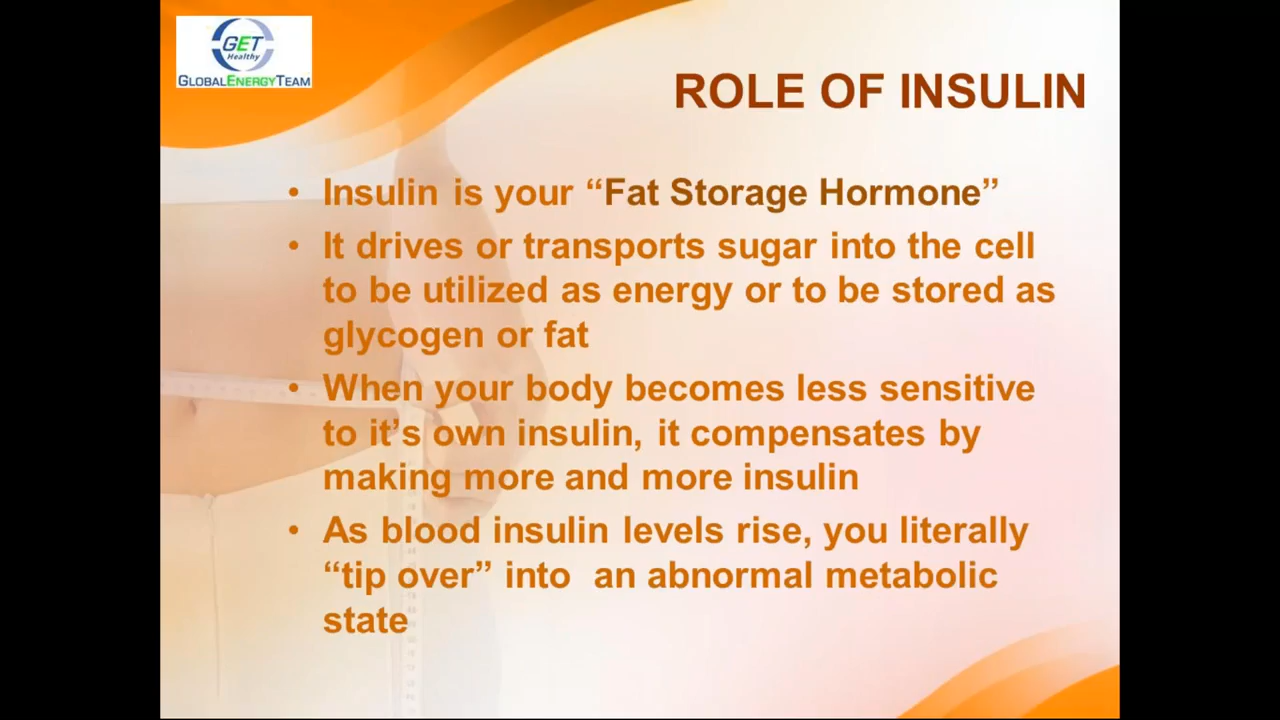 GET
Healthy
GLOBALENERGYTEAM
ROLE OF INSULIN
• Insulin is your “Fat Storage Hormone”
• It drives or transports sugar into the cell
to be utilized as energy or to be stored as
glycogen or fat
• When your body becomes less sensitive
to it’s own insulin, it compensates by
making more and more insulin
• As blood insulin levels rise, you literally
“tip over” into an abnormal metabolic
state